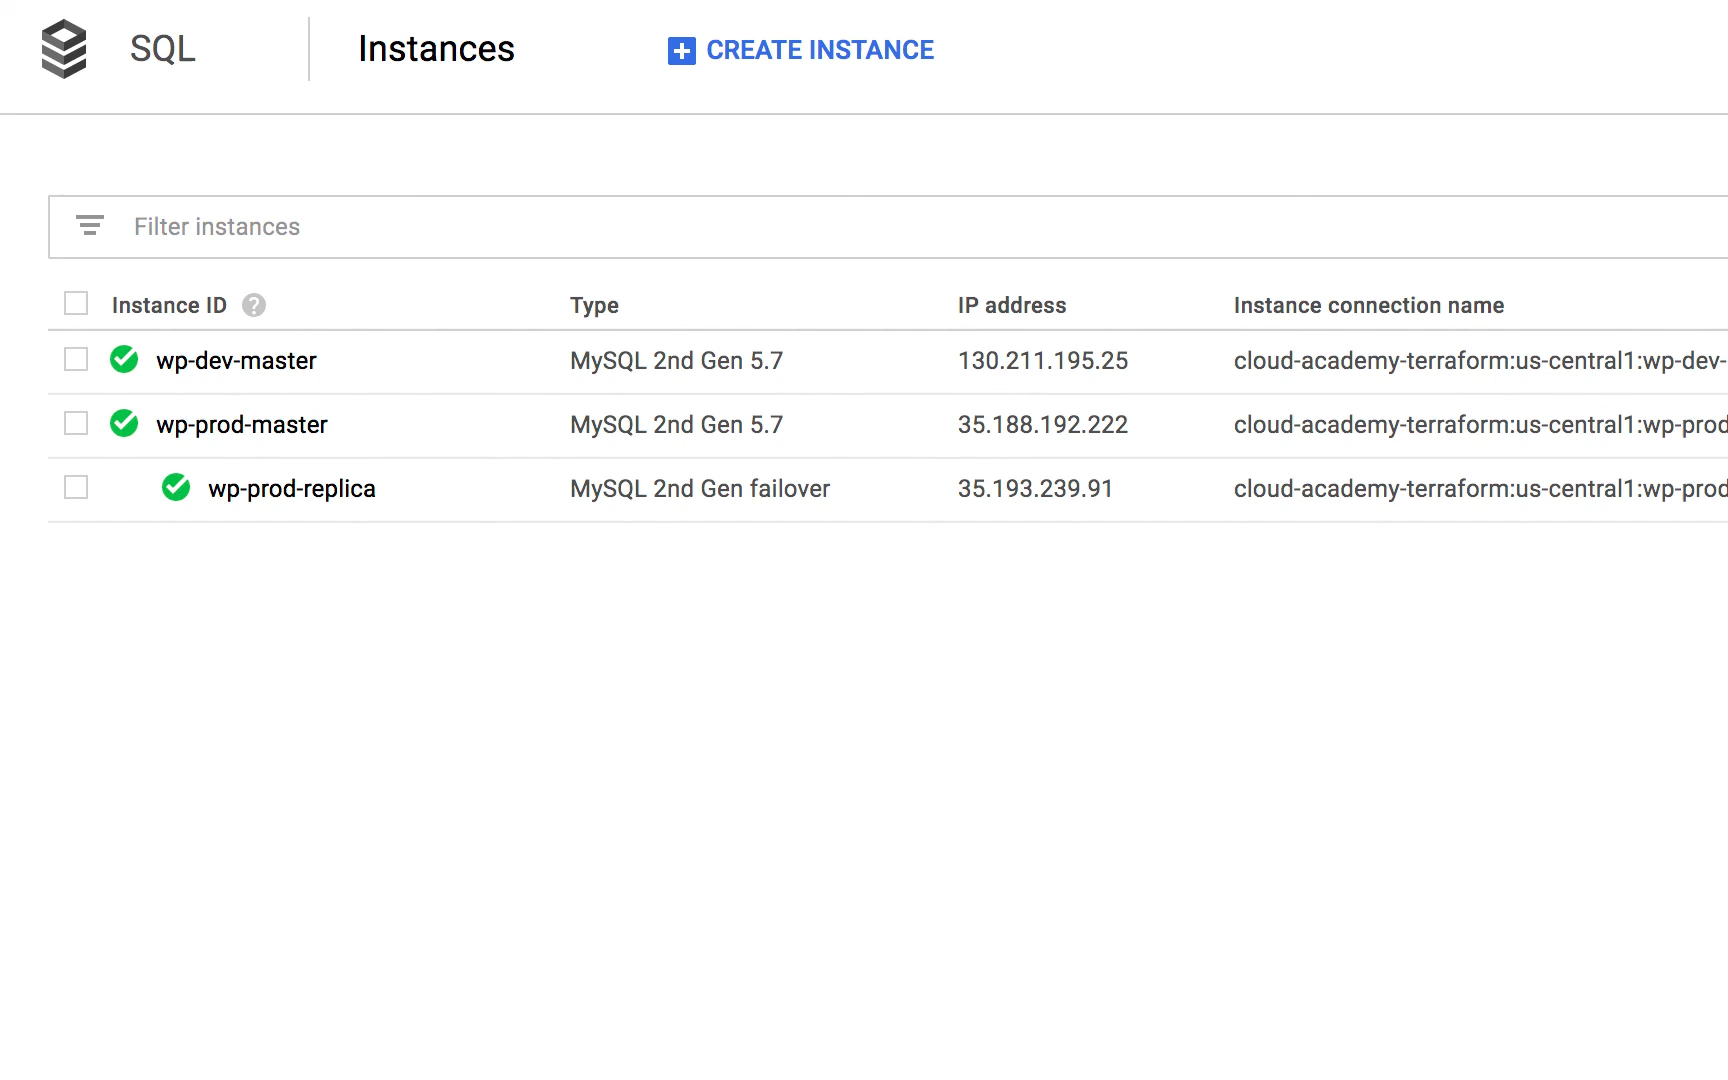 SQL Instances CREATE INSTANCE
Filter instances
Instance ID ? Type IP address Instance connection name
wp-dev-master MySQL 2nd Gen 5.7 130.211.195.25 cloud-academy-terraform:us-central1:wp-dev-
wp-prod-master MySQL 2nd Gen 5.7 35.188.192.222 cloud-academy-terraform:us-central1:wp-prod
wp-prod-replica MySQL 2nd Gen failover 35.193.239.91 cloud-academy-terraform:us-central1:wp-prod